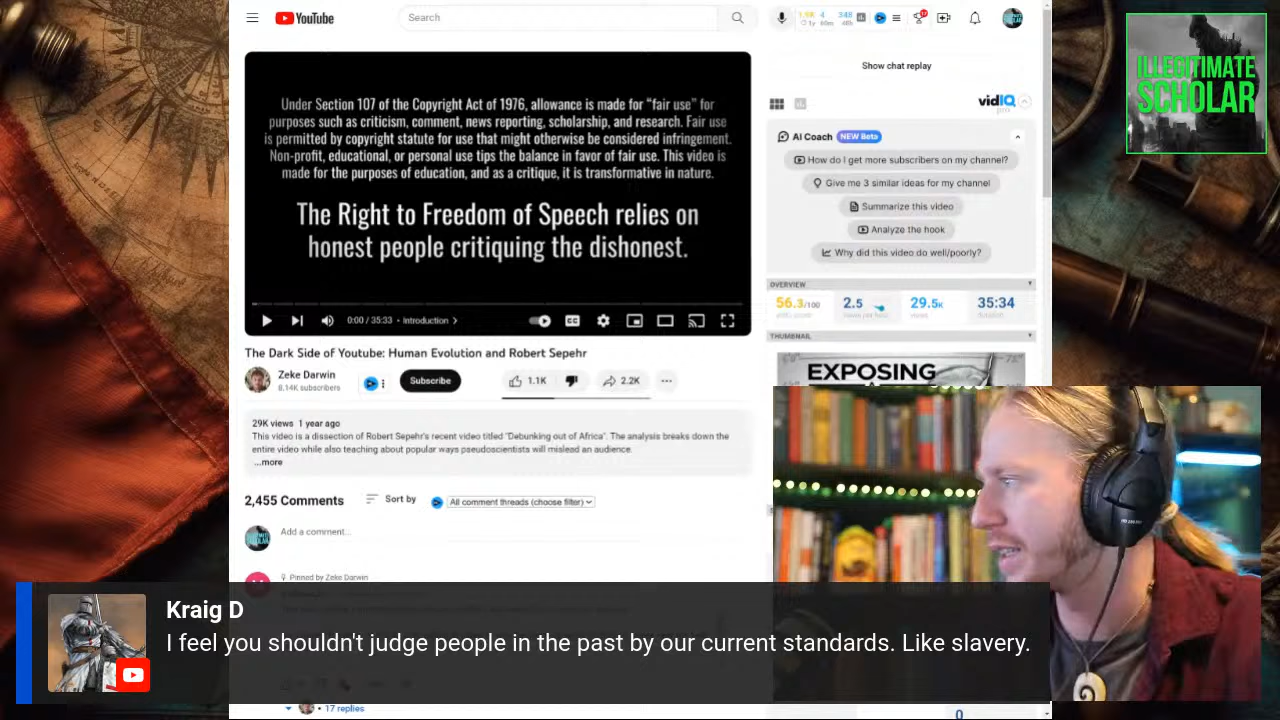 YouTube
Search
4
348
60m
48h
Under Section 107 of the Copyright Act of 1976, allowance is made for "fair use" for
purposes such as criticism, comment, news reporting, scholarship, and research. Fair use
is permitted by copyright statute for use that might otherwise be considered infringement.
Non-profit, educational, or personal use tips the balance in favor of fair use. This video is
made for the purposes of education, and as a critique, it is transformative in nature.
The Right to Freedom of Speech relies on
honest people critiquing the dishonest.
0:00 / 35:33 • Introduction
The Dark Side of Youtube: Human Evolution and Robert Sepehr
Zeke Darwin
8.14K subscribers
Subscribe
1.1K
2.2K
29K views 1 year ago
This video is a dissection of Robert Sepehr's recent video titled "Debunking out of Africa". The analysis breaks down the
entire video while also teaching about popular ways pseudoscientists will mislead an audience.
...more
2,455 Comments
Sort by
All comment threads (choose filter)
Add a comment...
Pinned by Zeke Darwin
17 replies
Show chat replay
vidIQ
pro
AI Coach NEW Beta
How do I get more subscribers on my channel?
Give me 3 similar ideas for my channel
Summarize this video
Analyze the hook
Why did this video do well/poorly?
OVERVIEW
56.3/100
2.5
29.5K
35:34
THUMBNAIL
EXPOSING
0
ILLEGITIMATE
SCHOLAR
Kraig D
I feel you shouldn't judge people in the past by our current standards. Like slavery.